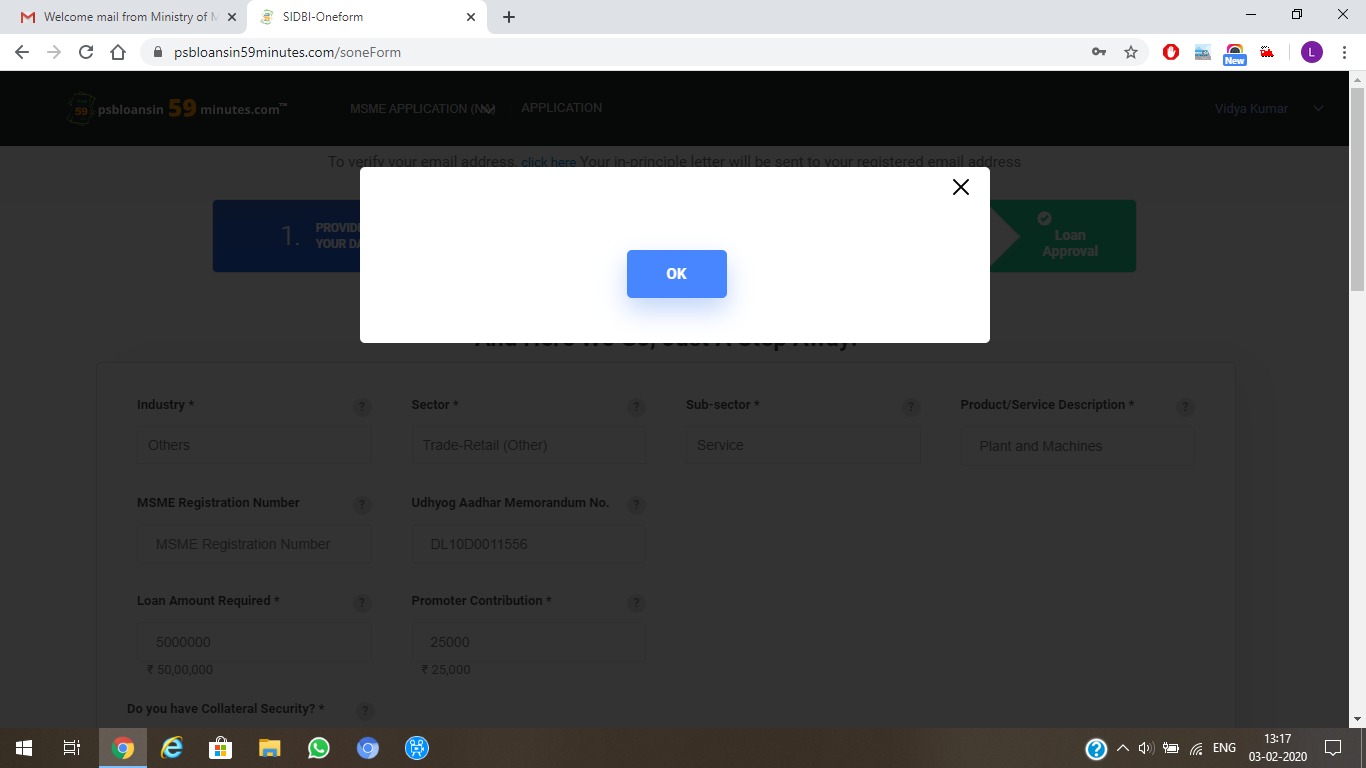 Welcome mail from Ministry of M
SIDBI-Oneform
psbloansin59minutes.com/soneForm
New
L
59 psbloansin 59 minutes.com™
MSME APPLICATION
APPLICATION
Vidya Kumar
To verify your email address, click here Your in-principle letter will be sent to your registered email address
1.
PROVID
YOUR DA
Loan
Approval
OK
Industry * ?
Sector * ?
Sub-sector * ?
Product/Service Description * ?
Others
Trade-Retail (Other)
Service
Plant and Machines
MSME Registration Number ?
Udhyog Aadhar Memorandum No. ?
MSME Registration Number
DL10D0011556
Loan Amount Required * ?
Promoter Contribution * ?
5000000
25000
₹ 50,00,000
₹ 25,000
Do you have Collateral Security? * ?
ENG
13:17
03-02-2020